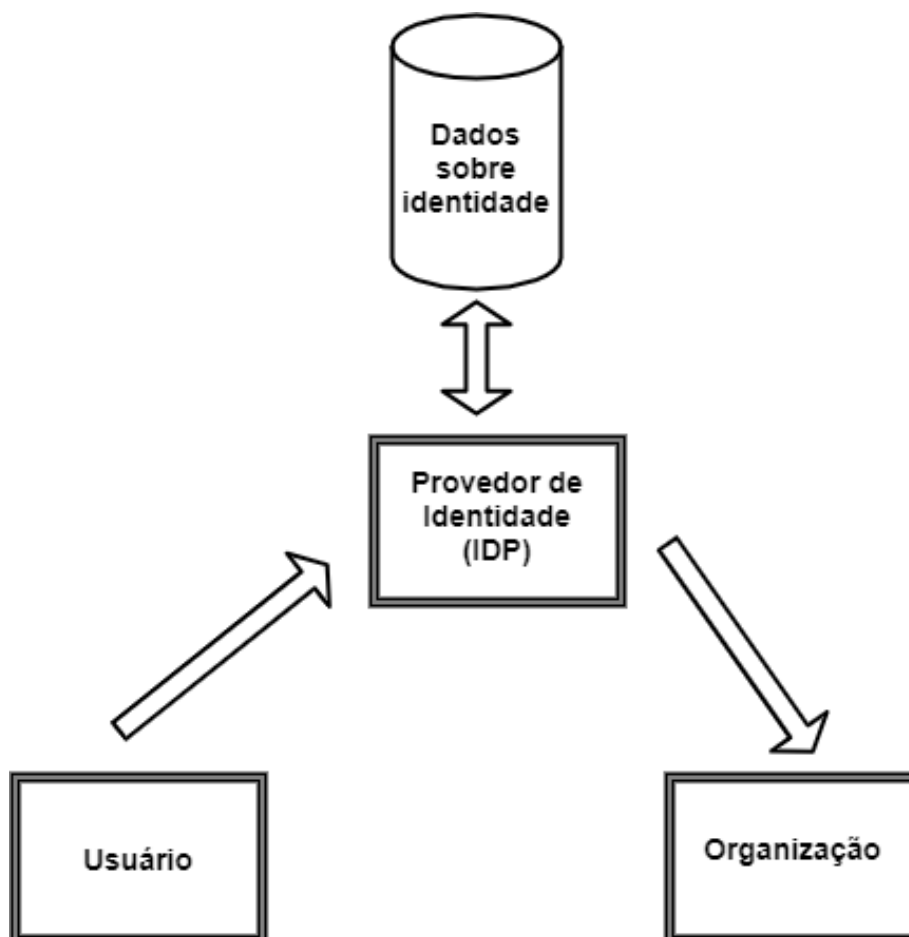 Dados
sobre
identidade
Provedor de
Identidade
(IDP)
Usuário
Organização